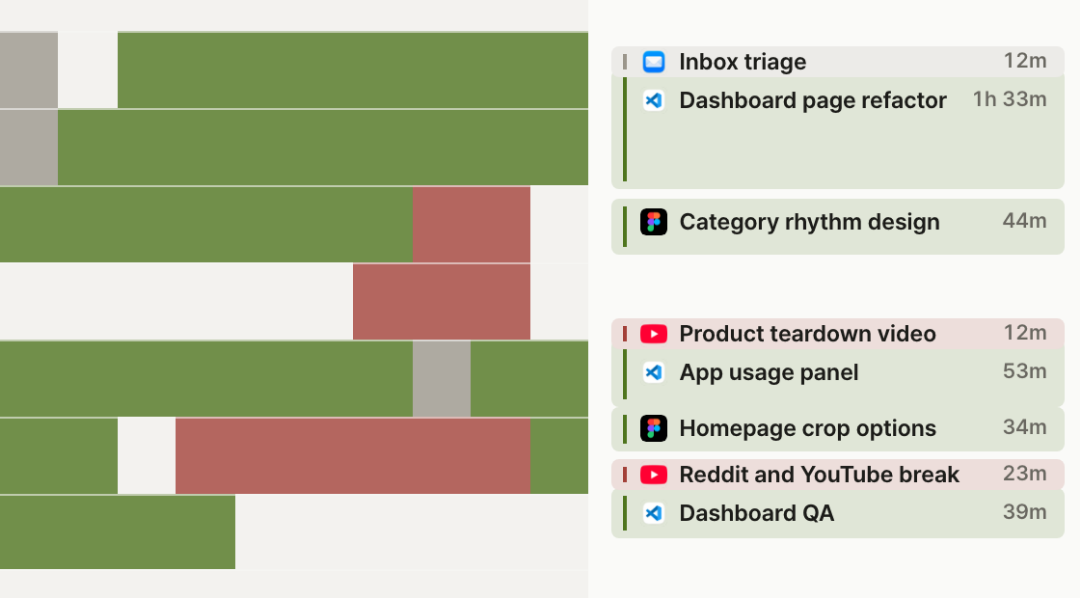 Inbox triage 12m
Dashboard page refactor 1h 33m
Category rhythm design 44m
Product teardown video 12m
App usage panel 53m
Homepage crop options 34m
Reddit and YouTube break 23m
Dashboard QA 39m